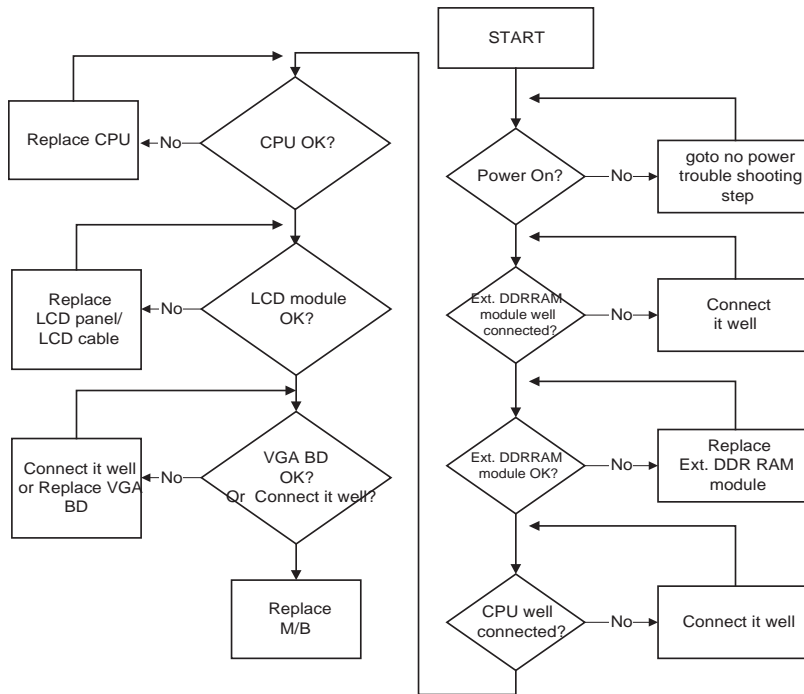 START
Power On?
No
goto no power
trouble shooting
step
Ext. DDRRAM
module well
connected?
No
Connect
it well
Ext. DDRRAM
module OK?
No
Replace
Ext. DDR RAM
module
CPU well
connected?
No
Connect it well
CPU OK?
No
Replace CPU
LCD module
OK?
No
Replace
LCD panel/
LCD cable
VGA BD
OK?
Or Connect it well?
No
Connect it well
or Replace VGA
BD
Replace
M/B